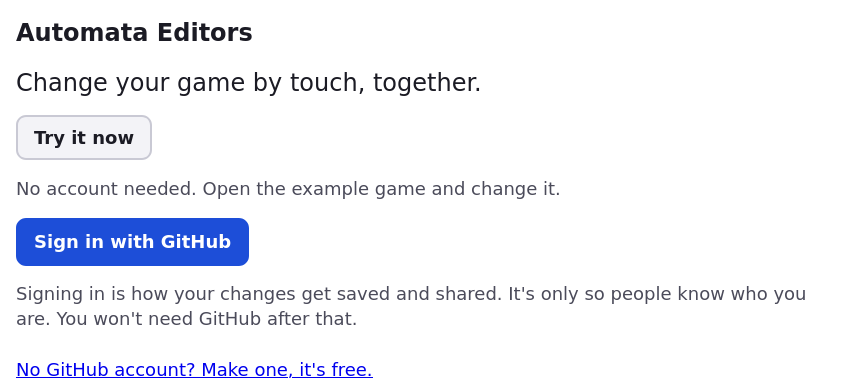 Automata Editors
Change your game by touch, together.
Try it now
No account needed. Open the example game and change it.
Sign in with GitHub
Signing in is how your changes get saved and shared. It's only so people know who you
are. You won't need GitHub after that.
No GitHub account? Make one, it's free.